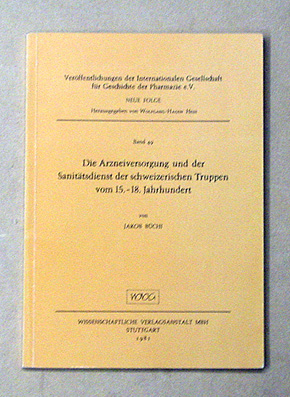 Veröffentlichungen der Internationalen Gesellschaft
für Geschichte der Pharmazie e.V.
NEUE FOLGE
Herausgegeben von WOLFGANG-HAGEN HEIN
Band 49
Die Arzneiversorgung und der
Sanitätsdienst der schweizerischen Truppen
vom 15.-18. Jahrhundert
von
JAKOB BÜCHI
WISSENSCHAFTLICHE VERLAGSANSTALT MBH
STUTTGART
1981